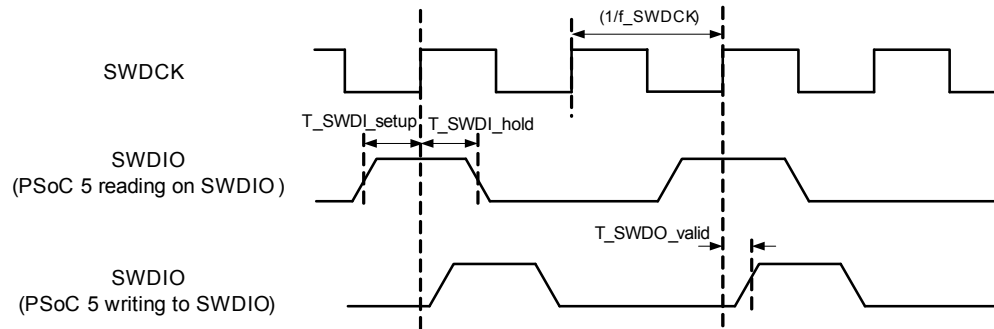 (1/f_SWDCK)
SWDCK
T_SWDI_setup T_SWDI_hold
SWDIO
(PSoC 5 reading on SWDIO)
T_SWDO_valid
SWDIO
(PSoC 5 writing to SWDIO)